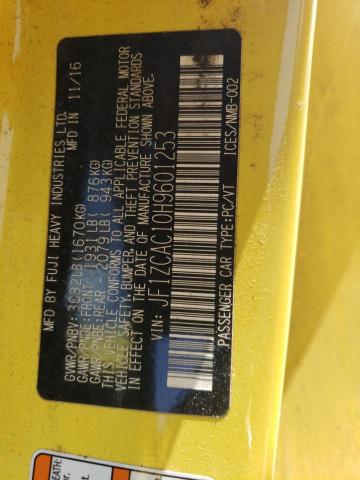 MFD BY FUJI HEAVY INDUSTRIES LTD.
MFD IN 11/16
GVWR/PNBV: 3682LB(1670KG)
GAWR/PNBE:FRONT- 1931LB( 876KG)
GAWR/PNBE:REAR - 2079LB( 943KG)
THIS VEHICLE CONFORMS TO ALL APPLICABLE FEDERAL MOTOR
VEHICLE SAFETY,BUMPER,AND THEFT PREVENTION STANDARDS
IN EFFECT ON THE DATE OF MANUFACTURE SHOWN ABOVE.
VIN: JF1ZCAC10H9601253
PASSENGER CAR TYPE:PC/VT
ICES/NMB-002